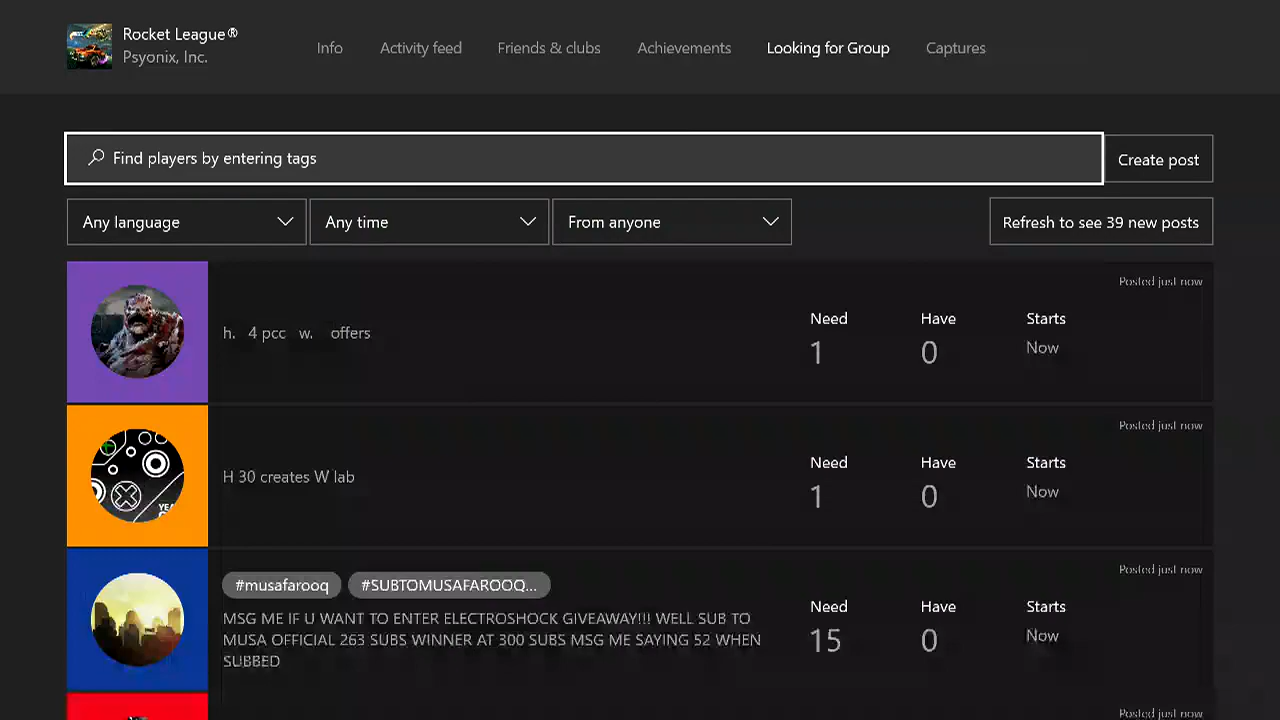 Rocket League®
Psyonix, Inc.
Info
Activity feed
Friends & clubs
Achievements
Looking for Group
Captures
Find players by entering tags
Create post
Any language
Any time
From anyone
Refresh to see 39 new posts
Posted just now
h. 4 pcc w. offers
Need
Have
Starts
1
0
Now
Posted just now
H 30 creates W lab
Need
Have
Starts
1
0
Now
Posted just now
#musafarooq
#SUBTOMUSAFAROOQ...
MSG ME IF U WANT TO ENTER ELECTROSHOCK GIVEAWAY!!! WELL SUB TO
MUSA OFFICIAL 263 SUBS WINNER AT 300 SUBS MSG ME SAYING 52 WHEN
SUBBED
Need
Have
Starts
15
0
Now
Posted just now